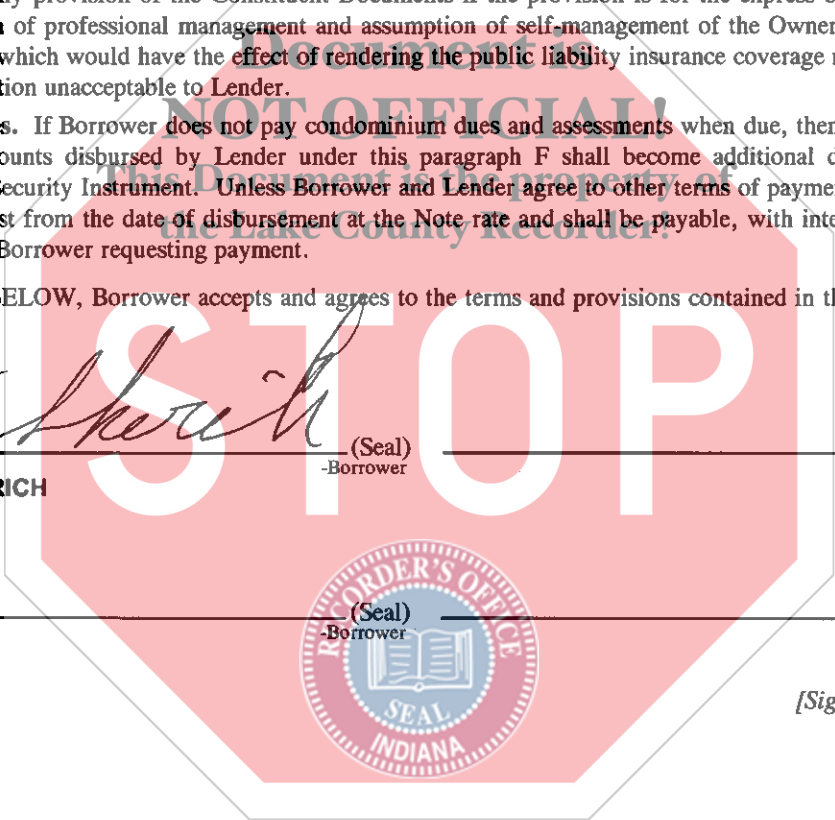 ny provision of the Constituent Documents if the provision is for the express b
of professional management and assumption of self-management of the Owner
which would have the effect of rendering the public liability insurance coverage
tion unacceptable to Lender.
s. If Borrower does not pay condominium dues and assessments when due, then
ounts disbursed by Lender under this paragraph F shall become additional d
ecurity Instrument. Unless Borrower and Lender agree to other terms of payme
st from the date of disbursement at the Note rate and shall be payable, with inte
Borrower requesting payment.
ELOW, Borrower accepts and agrees to the terms and provisions contained in th
Document is
NOT OFFICIAL!
This Document is the property of
the Lake County Recorder!
STOP
(Seal)
-Borrower
RICH
(Seal)
-Borrower
RECORDER'S OFFICE
SEAL
INDIANA
[Sig